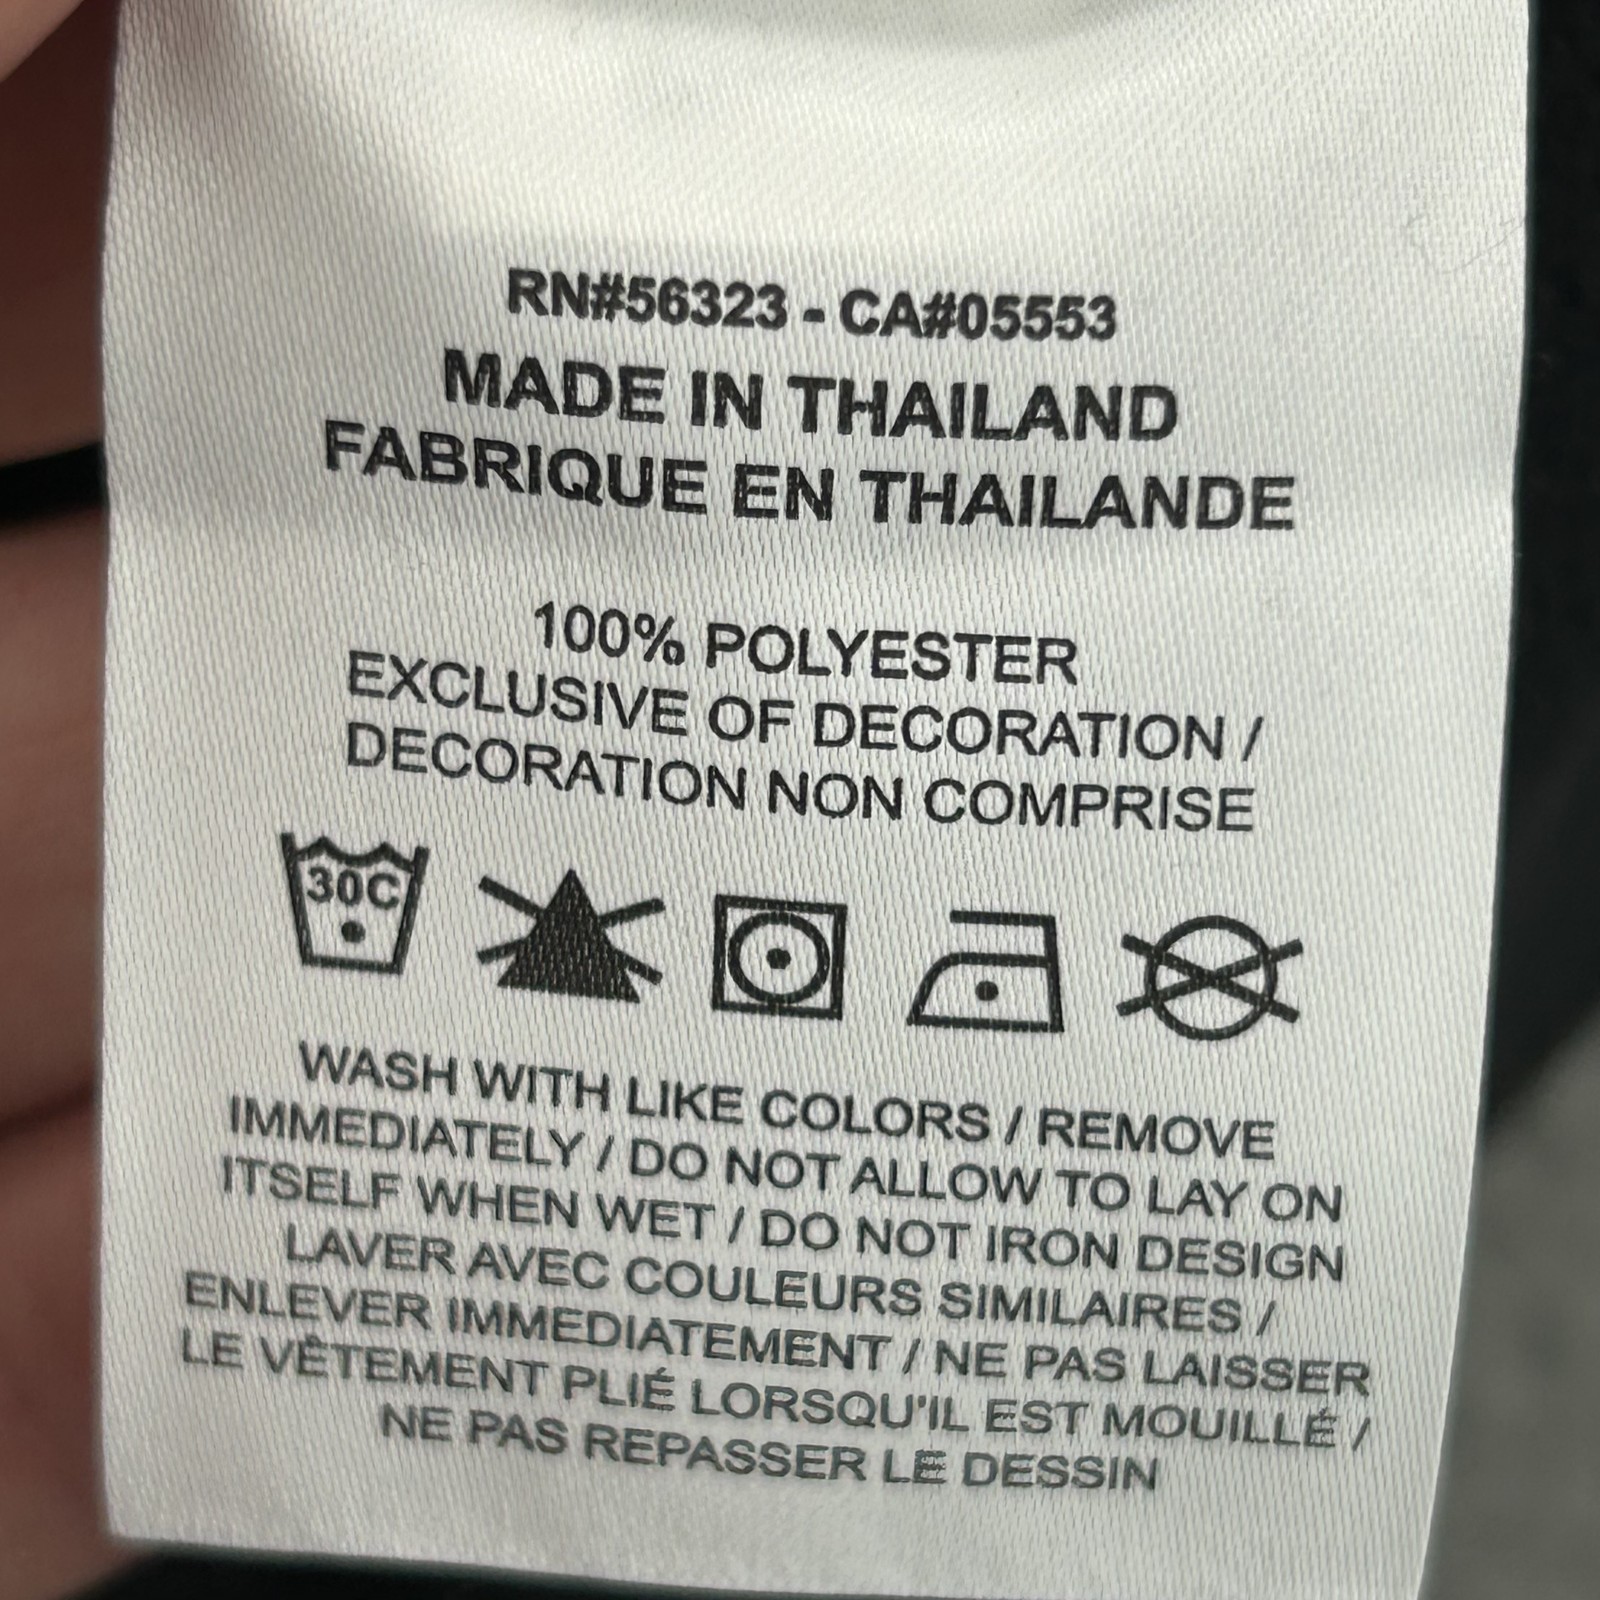 RN#56323 - CA#05553
MADE IN THAILAND
FABRIQUE EN THAILANDE
100% POLYESTER
EXCLUSIVE OF DECORATION /
DECORATION NON COMPRISE
30C
WASH WITH LIKE COLORS / REMOVE
IMMEDIATELY / DO NOT ALLOW TO LAY ON
ITSELF WHEN WET / DO NOT IRON DESIGN
LAVER AVEC COULEURS SIMILAIRES /
ENLEVER IMMEDIATEMENT / NE PAS LAISSER
LE VÊTEMENT PLIÉ LORSQU'IL EST MOUILLÉ /
NE PAS REPASSER LE DESSIN